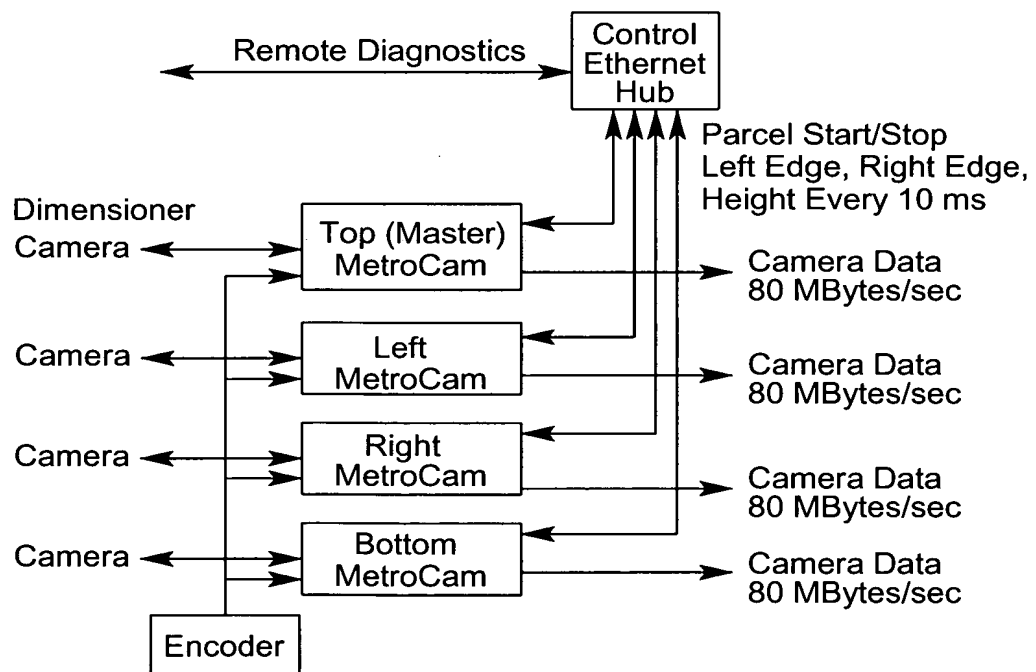 Control
Ethernet
Hub
Remote Diagnostics
Parcel Start/Stop
Left Edge, Right Edge,
Height Every 10 ms
Dimensioner
Camera
Top (Master)
MetroCam
Camera Data
80 MBytes/sec
Camera
Left
MetroCam
Camera Data
80 MBytes/sec
Camera
Right
MetroCam
Camera Data
80 MBytes/sec
Camera
Bottom
MetroCam
Camera Data
80 MBytes/sec
Encoder